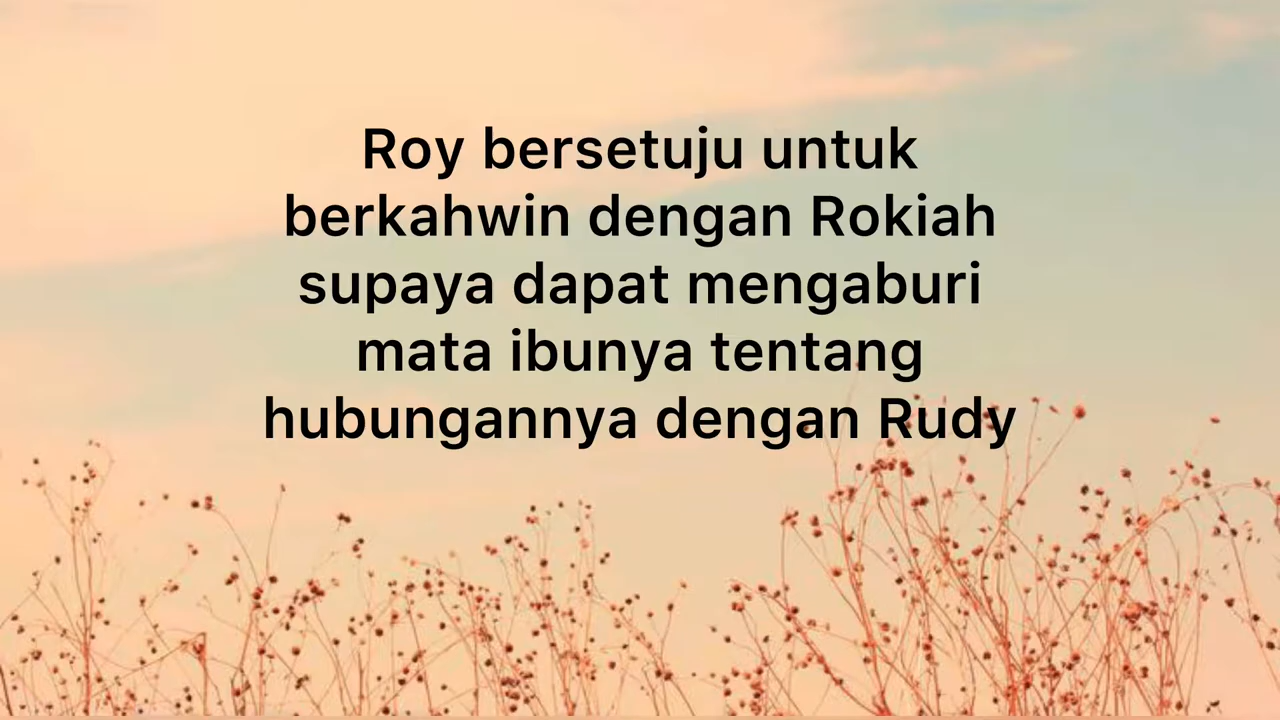 Roy bersetuju untuk
berkahwin dengan Rokiah
supaya dapat mengaburi
mata ibunya tentang
hubungannya dengan Rudy